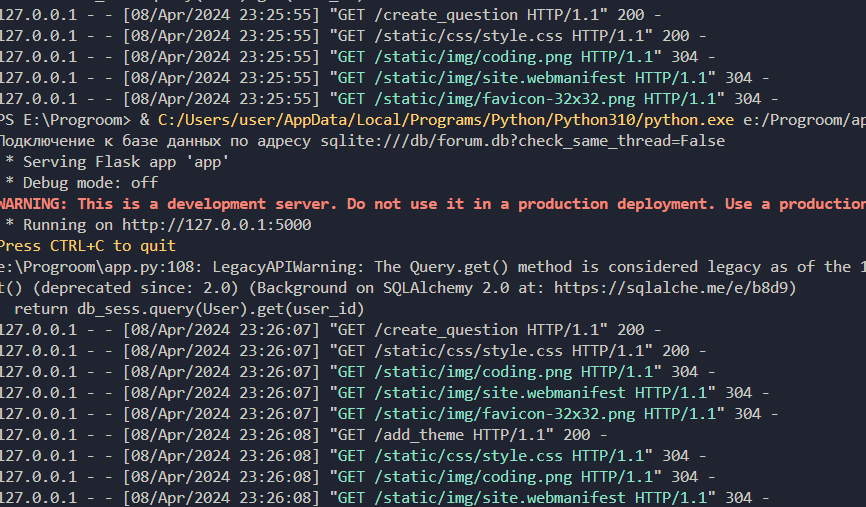 127.0.0.1 - - [08/Apr/2024 23:25:55] "GET /create_question HTTP/1.1" 200 -
127.0.0.1 - - [08/Apr/2024 23:25:55] "GET /static/css/style.css HTTP/1.1" 200 -
127.0.0.1 - - [08/Apr/2024 23:25:55] "GET /static/img/coding.png HTTP/1.1" 304 -
127.0.0.1 - - [08/Apr/2024 23:25:55] "GET /static/img/site.webmanifest HTTP/1.1" 304 -
127.0.0.1 - - [08/Apr/2024 23:25:55] "GET /static/img/favicon-32x32.png HTTP/1.1" 304 -
PS E:\Progroom> & C:/Users/user/AppData/Local/Programs/Python/Python310/python.exe e:/Progroom/ap
Подключение к базе данных по адресу sqlite:///db/forum.db?check_same_thread=False
* Serving Flask app 'app'
* Debug mode: off
WARNING: This is a development server. Do not use it in a production deployment. Use a production
* Running on http://127.0.0.1:5000
Press CTRL+C to quit
e:\Progroom\app.py:108: LegacyAPIWarning: The Query.get() method is considered legacy as of the 1
t() (deprecated since: 2.0) (Background on SQLAlchemy 2.0 at: https://sqlalche.me/e/b8d9)
return db_sess.query(User).get(user_id)
127.0.0.1 - - [08/Apr/2024 23:26:07] "GET /create_question HTTP/1.1" 200 -
127.0.0.1 - - [08/Apr/2024 23:26:07] "GET /static/css/style.css HTTP/1.1" 200 -
127.0.0.1 - - [08/Apr/2024 23:26:07] "GET /static/img/coding.png HTTP/1.1" 304 -
127.0.0.1 - - [08/Apr/2024 23:26:07] "GET /static/img/site.webmanifest HTTP/1.1" 304 -
127.0.0.1 - - [08/Apr/2024 23:26:07] "GET /static/img/favicon-32x32.png HTTP/1.1" 304 -
127.0.0.1 - - [08/Apr/2024 23:26:08] "GET /add_theme HTTP/1.1" 200 -
127.0.0.1 - - [08/Apr/2024 23:26:08] "GET /static/css/style.css HTTP/1.1" 304 -
127.0.0.1 - - [08/Apr/2024 23:26:08] "GET /static/img/coding.png HTTP/1.1" 304 -
127.0.0.1 - - [08/Apr/2024 23:26:08] "GET /static/img/site.webmanifest HTTP/1.1" 304 -